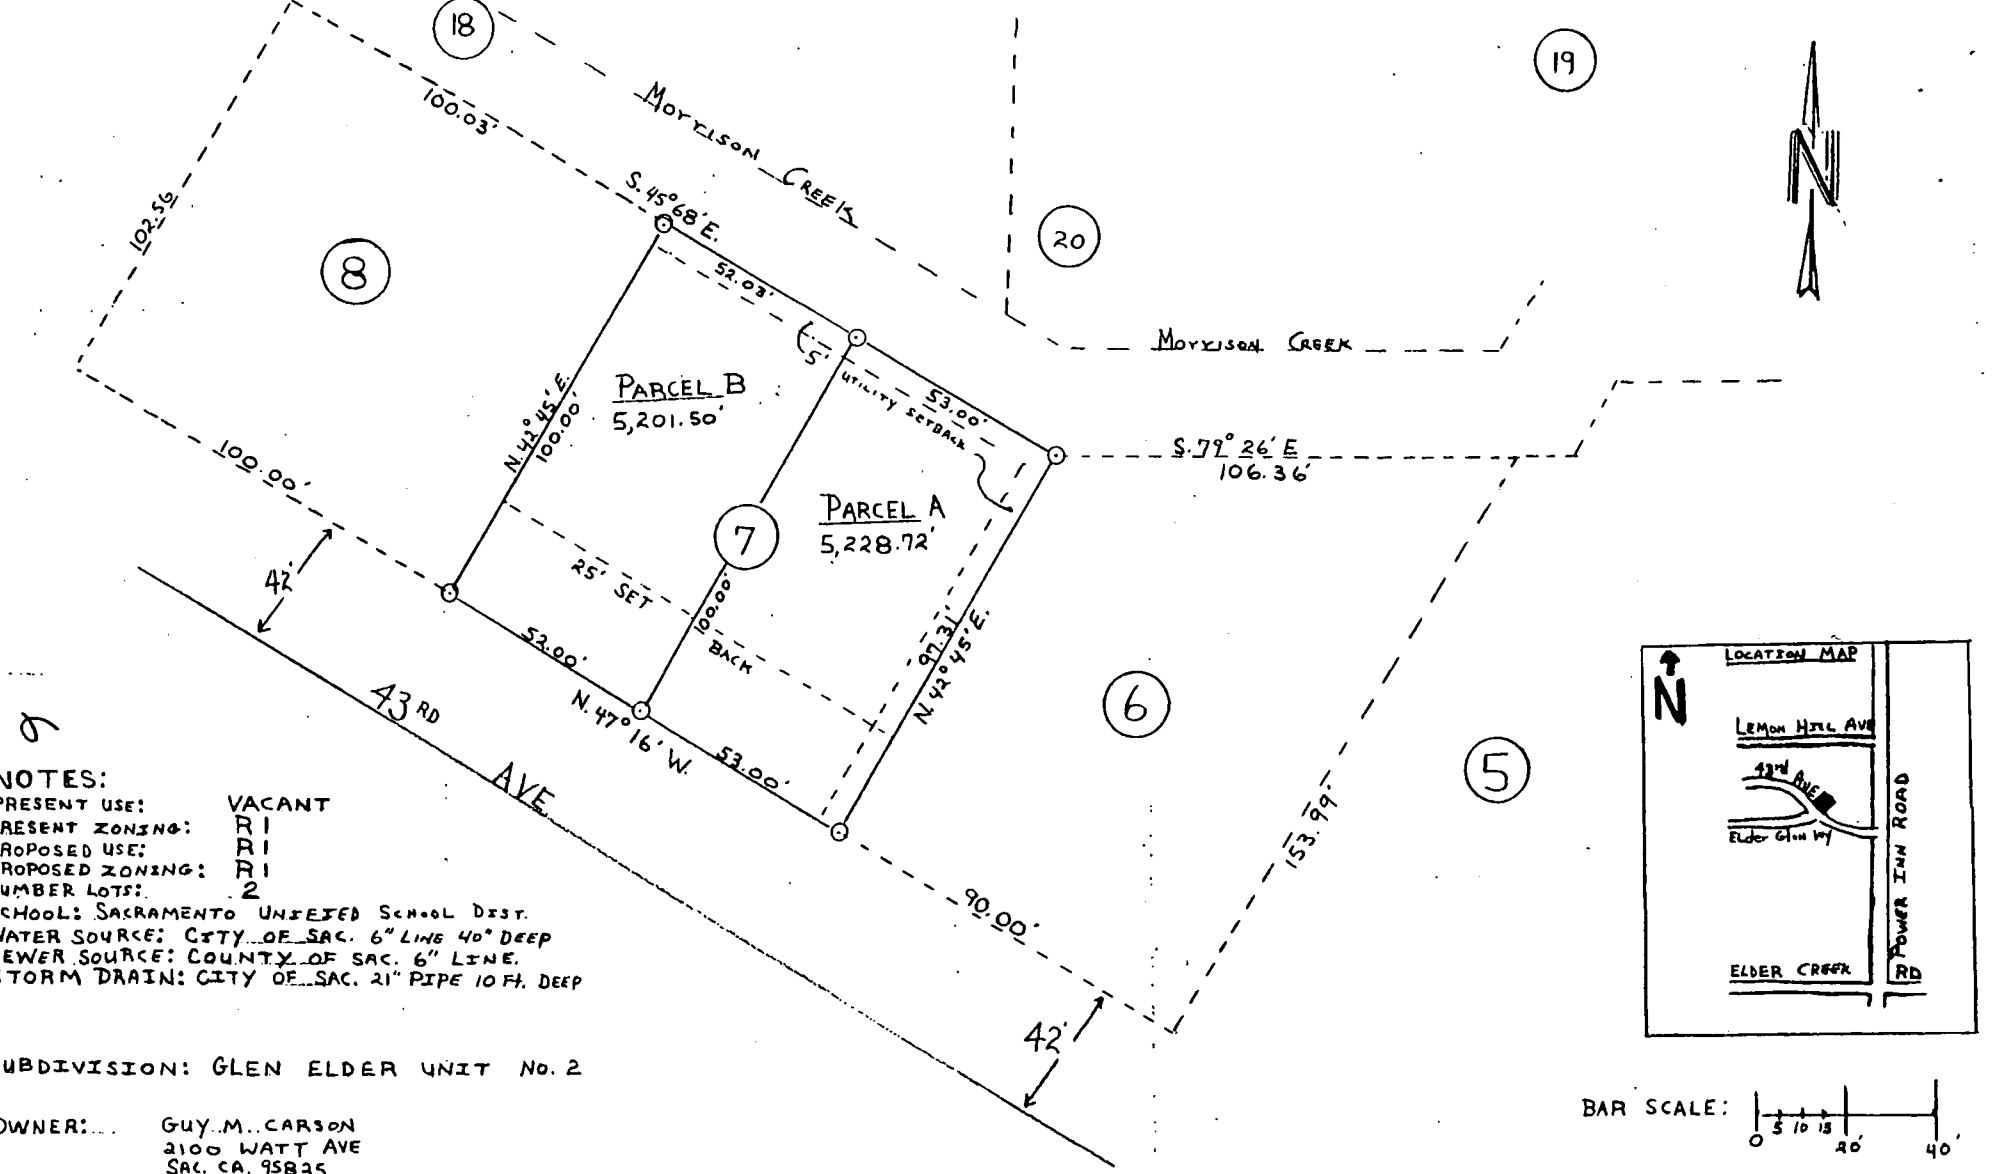 18
19
N
100.03'
MORRISON CREEK
S. 45° 68' E.
102.56
20
8
52.03'
MORRISON CREEK
5'
PARCEL B
5,201.50'
UTILITY SETBACK
53.00'
N. 42° 45' E.
100.00'
S. 79° 26' E
106.36'
100.00'
PARCEL A
5,228.72'
7
42'
25' SET BACK
100.00'
97.31'
N. 42° 45' E.
52.00'
N. 47° 16' W.
53.00'
6
5
43 RD AVE
153.99'
90.00'
42'
LOCATION MAP
N
LEMON HILL AVE
43rd AVE
Elder Glen Wy
POWER INN ROAD
ELDER CREEK RD
NOTES:
PRESENT USE: VACANT
RESENT ZONING: R1
ROPOSED USE: R1
ROPOSED ZONING: R1
UMBER LOTS: 2
CHOOL: SACRAMENTO UNIFIED SCHOOL DIST.
WATER SOURCE: CITY OF SAC. 6" LINE 40" DEEP
EWER SOURCE: COUNTY OF SAC. 6" LINE.
STORM DRAIN: CITY OF SAC. 21" PIPE 10 Ft. DEEP
UBDIVISION: GLEN ELDER UNIT No. 2
OWNER: GUY M. CARSON
2100 WATT AVE
SAC. CA. 95825
BAR SCALE:
0 5 10 15 20' 40'